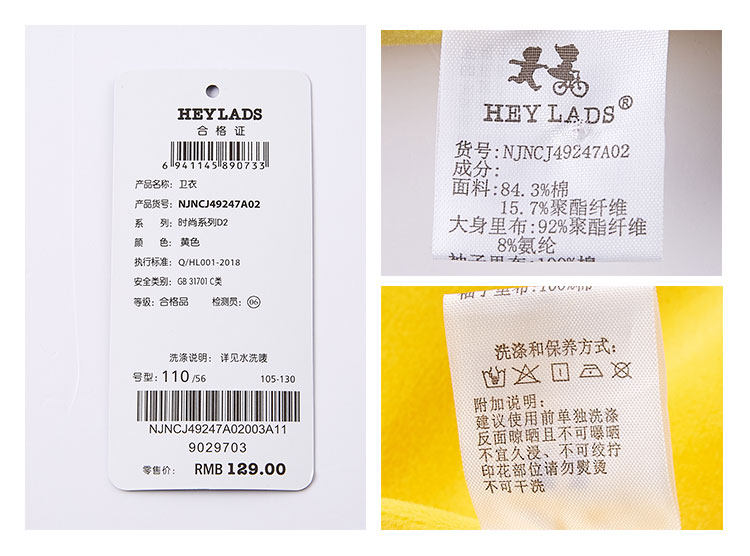 HEYLADS
合格证
6 941145 890733
产品名称: 卫衣
产品货号: NJNCJ49247A02
系 列: 时尚系列D2
颜 色: 黄色
执行标准: Q/HL001-2018
安全类别: GB 31701 C类
等级: 合格品 检测员: 06
洗涤说明: 详见水洗唛
号型: 110/56 105-130
NJNCJ49247A02003A11
9029703
零售价: RMB 129.00
HEY LADS®
货号:NJNCJ49247A02
成分:
面料:84.3%棉
15.7%聚酯纤维
大身里布:92%聚酯纤维
8%氨纶
袖子里布:100%棉
袖子里布:100%棉
洗涤和保养方式:
附加说明:
建议使用前单独洗涤
反面晾晒且不可曝晒
不宜久浸、不可绞拧
印花部位请勿熨烫
不可干洗